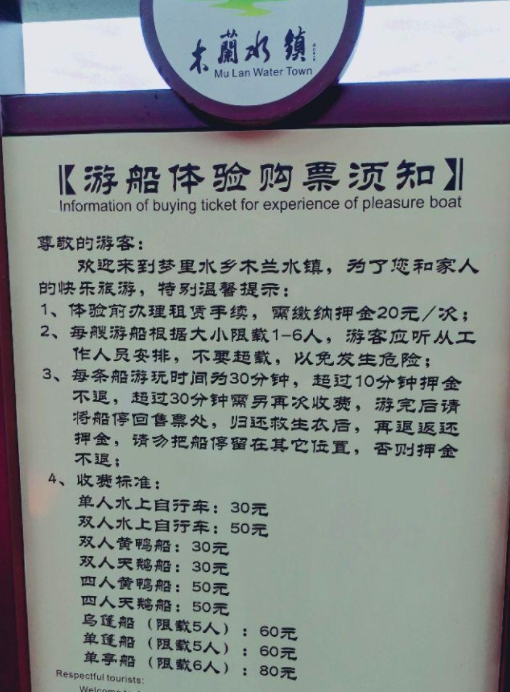 木蘭水鎮
Mu Lan Water Town
【游船体验购票须知】
Information of buying ticket for experience of pleasure boat
尊敬的游客：
欢迎来到梦里水乡木兰水镇，为了您和家人
的快乐旅游，特别温馨提示：
1、体验前办理租赁手续，需缴纳押金20元/次；
2、每艘游船根据大小限载1-6人，游客应听从工
作人员安排，不要超载，以免发生危险；
3、每条船游玩时间为30分钟，超过10分钟押金
不退，超过30分钟需另再次收费，游完后请
将船停回售票处，归还救生衣后，再退返还
押金，请勿把船停留在其它位置，否则押金
不退；
4、收费标准：
单人水上自行车：30元
双人水上自行车：50元
双人黄鸭船：30元
双人天鹅船：30元
四人黄鸭船：50元
四人天鹅船：50元
乌篷船（限载5人）：60元
单篷船（限载5人）：60元
单亭船（限载6人）：80元
Respectful tourists:
Welcome to